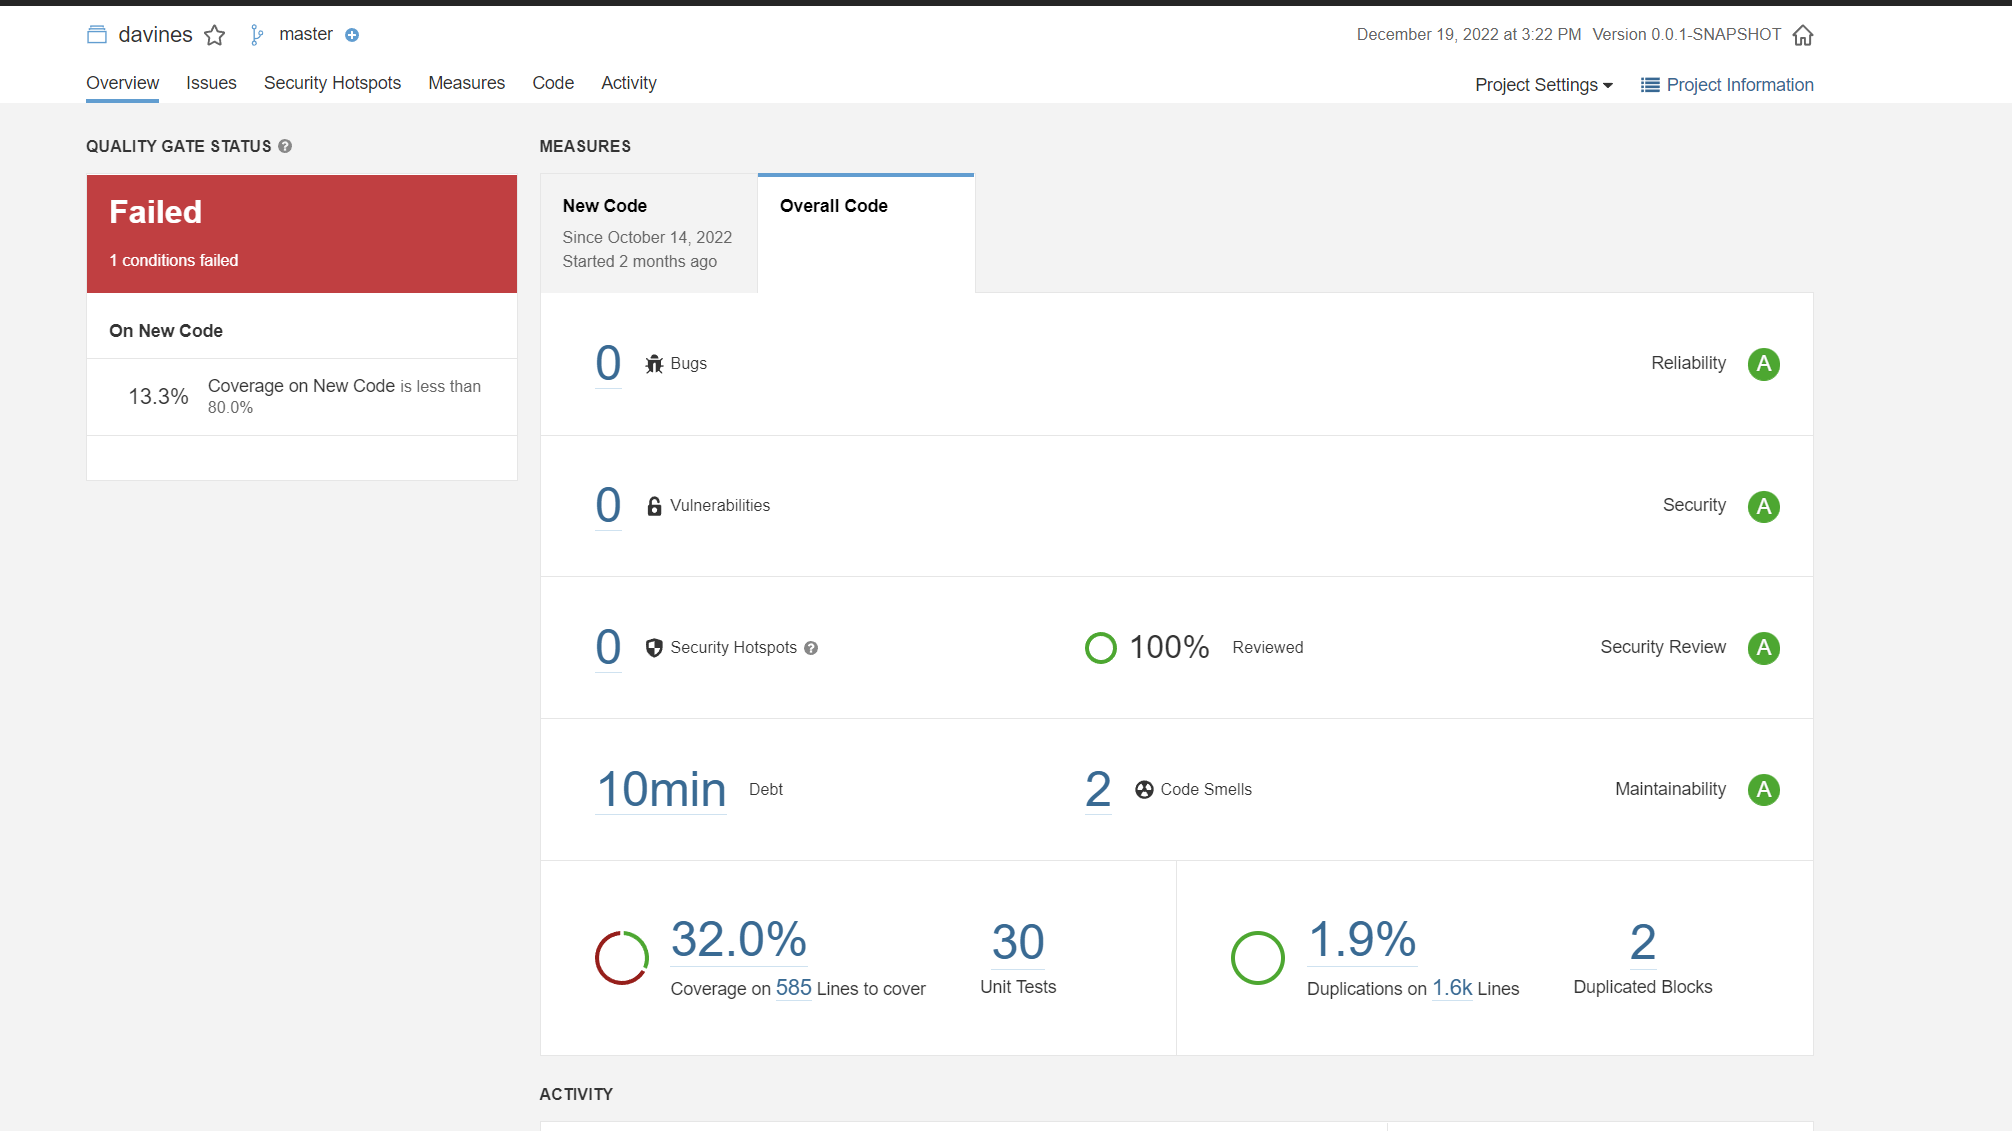 davines master
December 19, 2022 at 3:22 PM Version 0.0.1-SNAPSHOT
Overview Issues Security Hotspots Measures Code Activity
Project Settings Project Information
QUALITY GATE STATUS ?
Failed
1 conditions failed
On New Code
13.3% Coverage on New Code is less than
80.0%
MEASURES
New Code
Since October 14, 2022
Started 2 months ago
Overall Code
0 Bugs Reliability A
0 Vulnerabilities Security A
0 Security Hotspots ? 100% Reviewed Security Review A
10min Debt 2 Code Smells Maintainability A
32.0%
Coverage on 585 Lines to cover
30
Unit Tests
1.9%
Duplications on 1.6k Lines
2
Duplicated Blocks
ACTIVITY